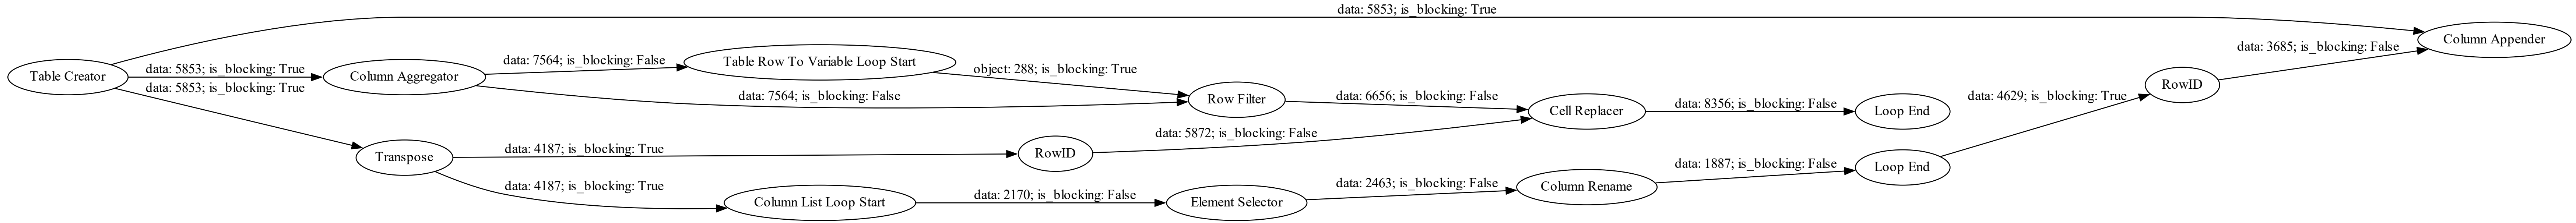 data: 5853; is_blocking: True
Table Creator
data: 5853; is_blocking: True
data: 5853; is_blocking: True
Column Aggregator
data: 7564; is_blocking: False
data: 7564; is_blocking: False
Table Row To Variable Loop Start
object: 288; is_blocking: True
Row Filter
data: 6656; is_blocking: False
Cell Replacer
data: 8356; is_blocking: False
Loop End
Transpose
data: 4187; is_blocking: True
data: 4187; is_blocking: True
RowID
data: 5872; is_blocking: False
Column List Loop Start
data: 2170; is_blocking: False
Element Selector
data: 2463; is_blocking: False
Column Rename
data: 1887; is_blocking: False
Loop End
data: 4629; is_blocking: True
RowID
data: 3685; is_blocking: False
Column Appender